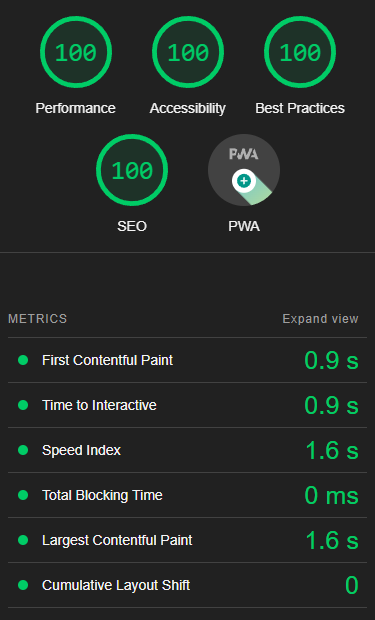 100 100 100
Performance Accessibility Best Practices
100 PWA
SEO PWA
METRICS Expand view
First Contentful Paint 0.9 s
Time to Interactive 0.9 s
Speed Index 1.6 s
Total Blocking Time 0 ms
Largest Contentful Paint 1.6 s
Cumulative Layout Shift 0